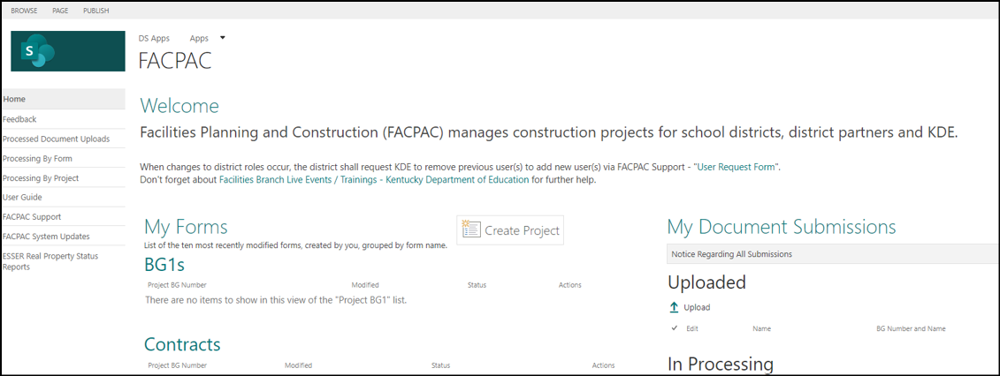 BROWSE PAGE PUBLISH
S
DS Apps Apps
FACPAC
Home
Feedback
Processed Document Uploads
Processing By Form
Processing By Project
User Guide
FACPAC Support
FACPAC System Updates
ESSER Real Property Status
Reports
Welcome
Facilities Planning and Construction (FACPAC) manages construction projects for school districts, district partners and KDE.
When changes to district roles occur, the district shall request KDE to remove previous user(s) to add new user(s) via FACPAC Support - "User Request Form".
Don't forget about Facilities Branch Live Events / Trainings - Kentucky Department of Education for further help.
My Forms
Create Project
List of the ten most recently modified forms, created by you, grouped by form name.
BG1s
Project BG Number Modified Status Actions
There are no items to show in this view of the "Project BG1" list.
Contracts
Project BG Number Modified Status Actions
My Document Submissions
Notice Regarding All Submissions
Uploaded
Upload
Edit Name BG Number and Name
In Processing